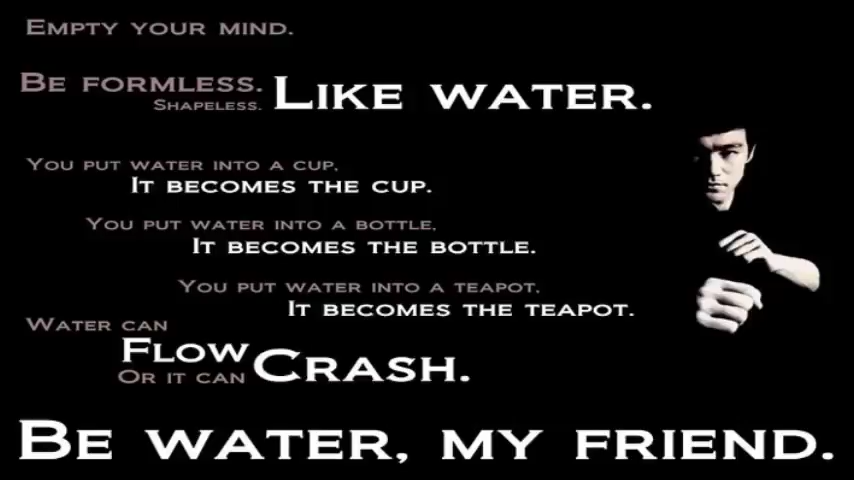 Empty your mind.
Be formless.
Shapeless. Like water.
You put water into a cup.
It becomes the cup.
You put water into a bottle,
It becomes the bottle.
You put water into a teapot.
It becomes the teapot.
Water can
Flow
Or it can Crash.
Be water, my friend.